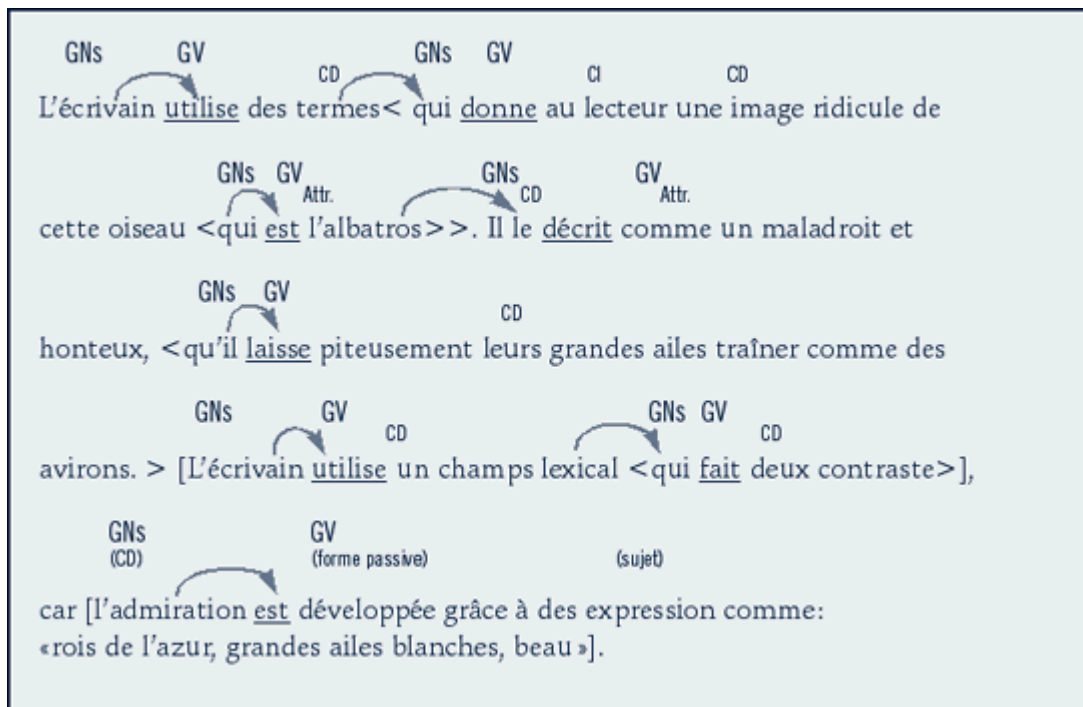 GNs GV GNs GV
CD CI CD
L'écrivain utilise des termes< qui donne au lecteur une image ridicule de
GNs GV GNs GV
Attr. CD Attr.
cette oiseau <qui est l'albatros>>. Il le décrit comme un maladroit et
GNs GV
CD
honteux, <qu'il laisse piteusement leurs grandes ailes traîner comme des
GNs GV GNs GV
CD CD
avirons. > [L'écrivain utilise un champs lexical <qui fait deux contraste>],
GNs GV
(CD) (forme passive) (sujet)
car [l'admiration est développée grâce à des expression comme:
«rois de l'azur, grandes ailes blanches, beau»].